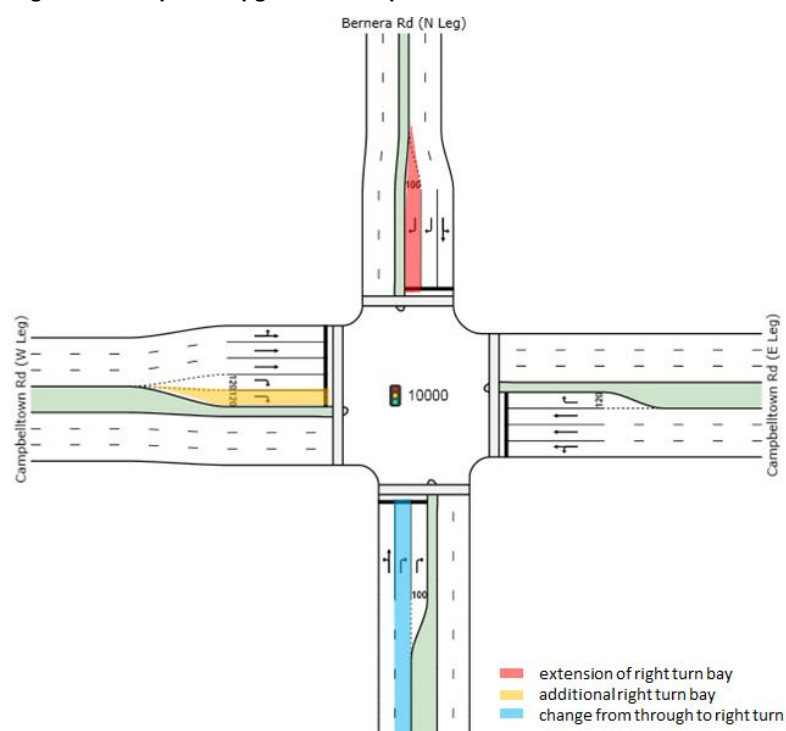 Bernera Rd (N Leg)
100
Campbelltown Rd (W Leg)
120
120
10000
120
Campbelltown Rd (E Leg)
100
extension of right turn bay
additional right turn bay
change from through to right turn